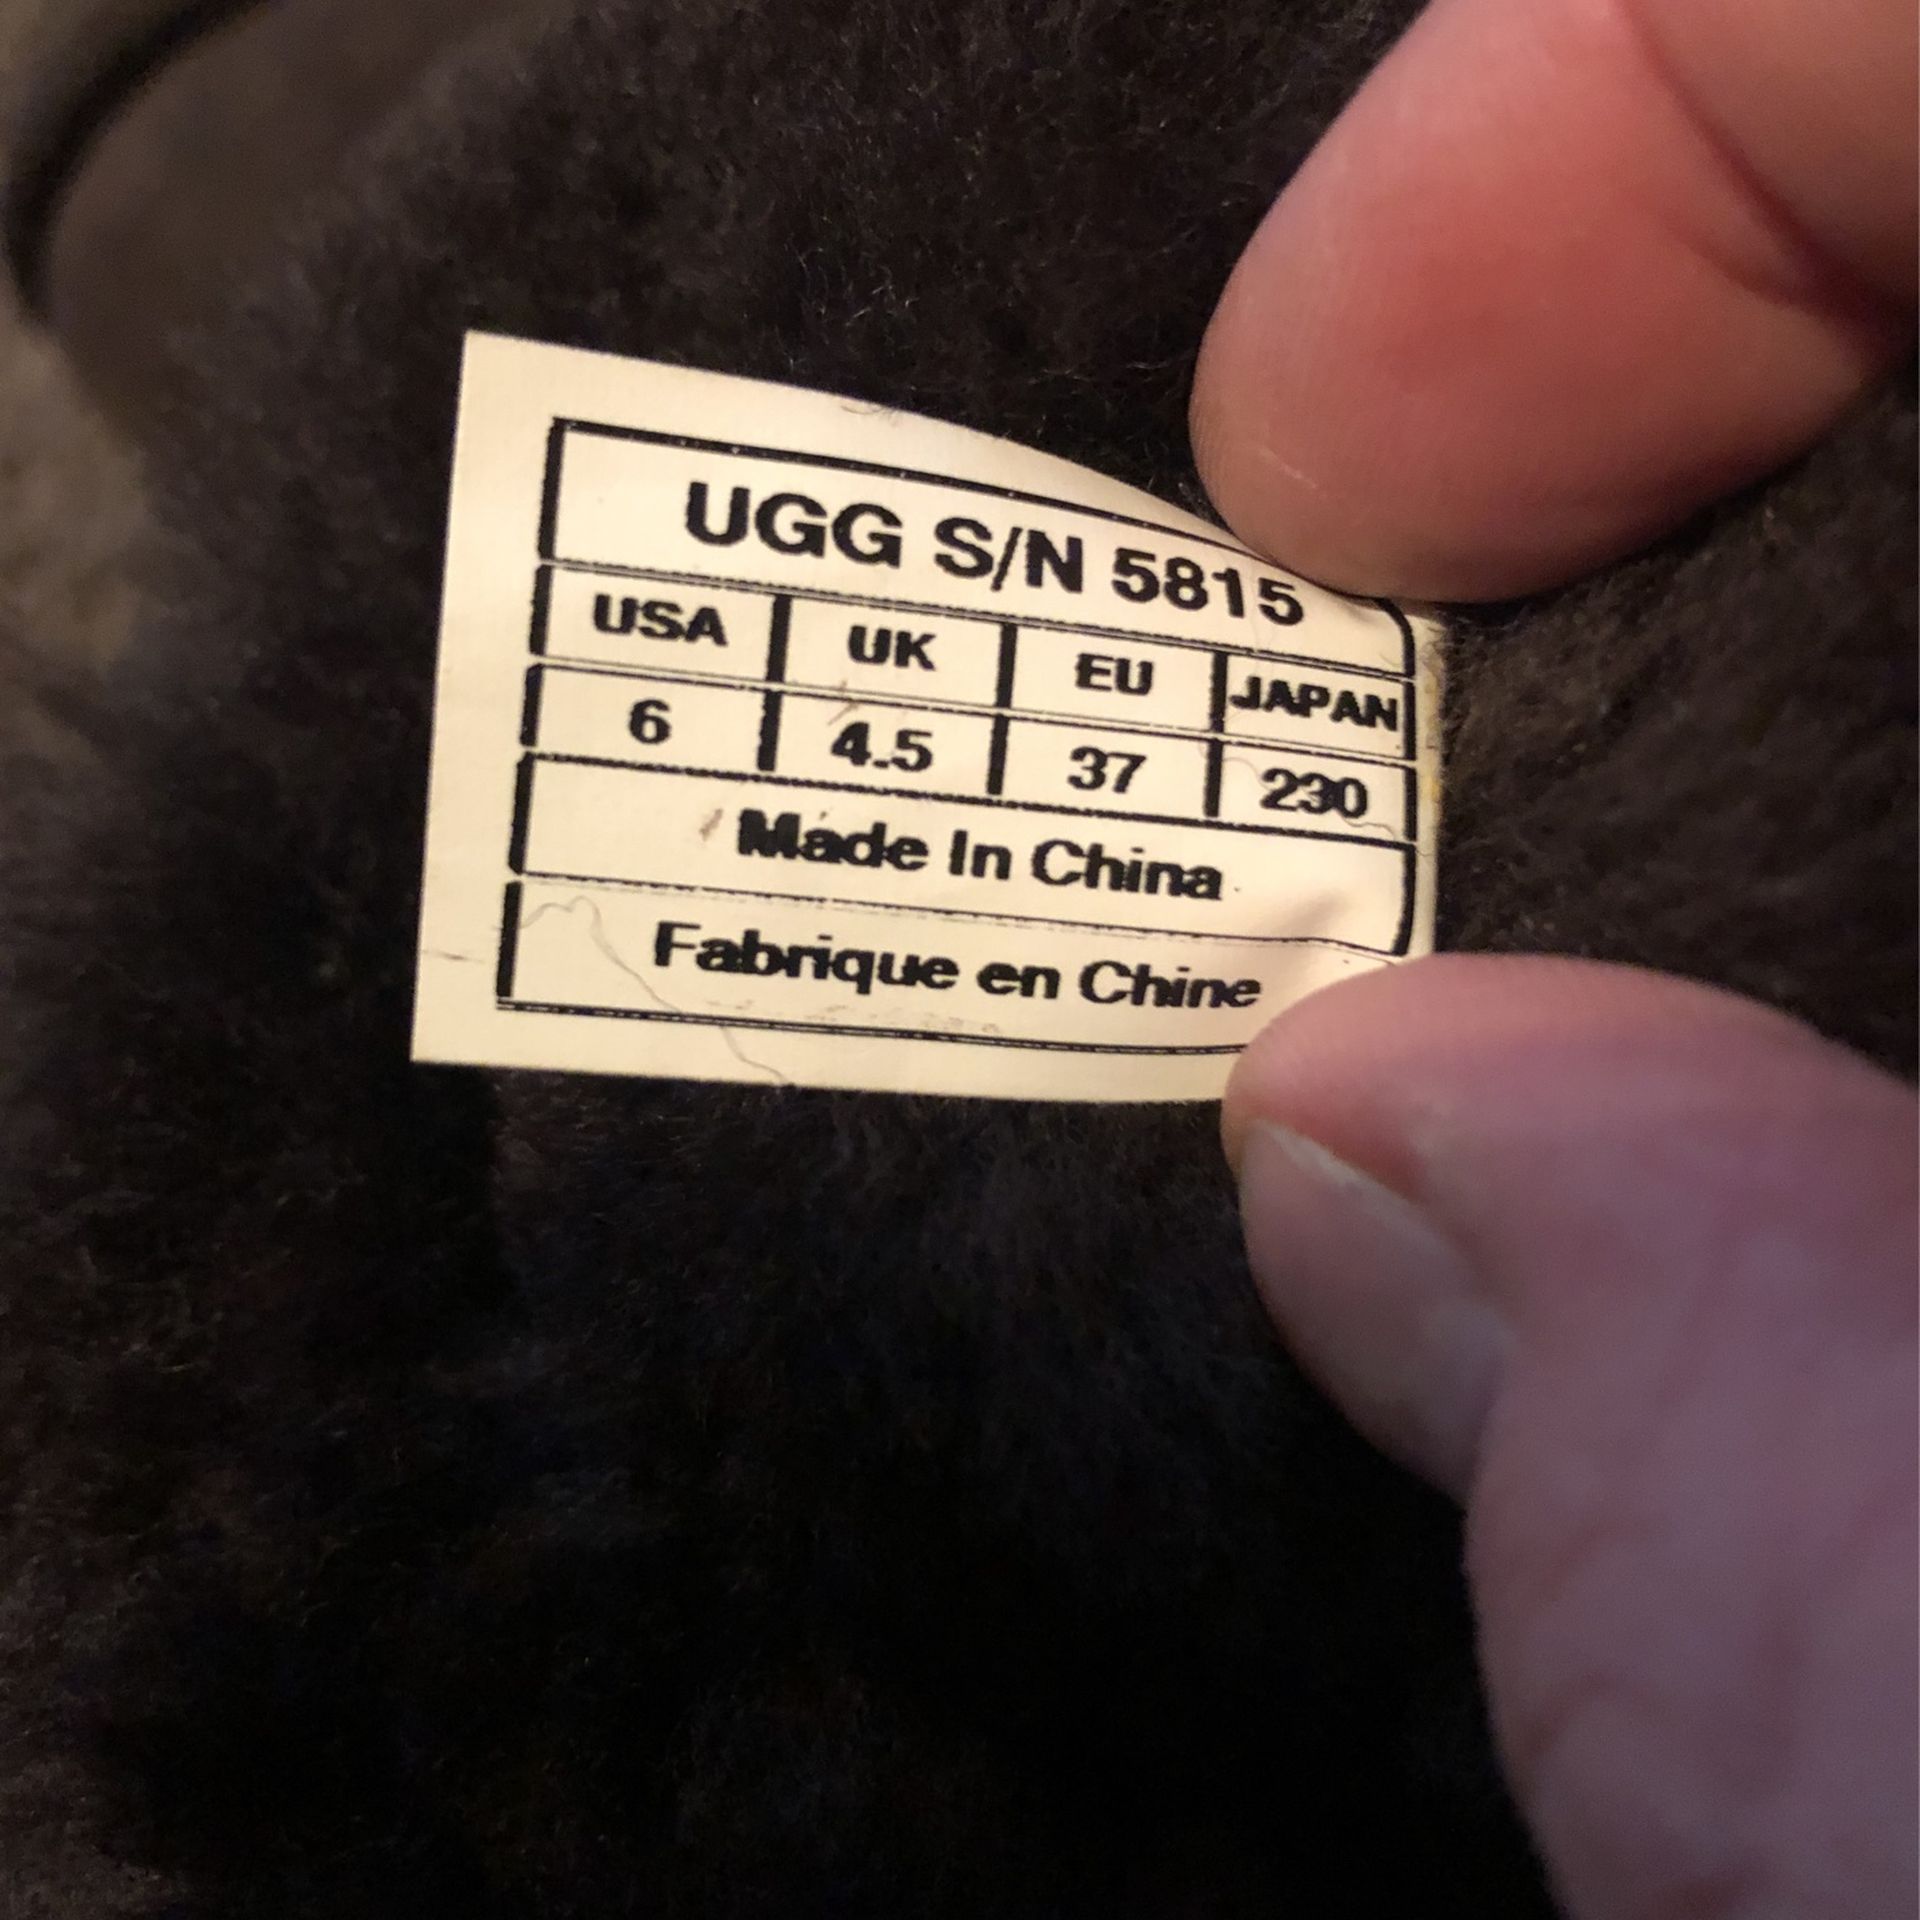 UGG S/N 5815
USA UK EU JAPAN
6 4.5 37 230
Made In China
Fabrique en Chine